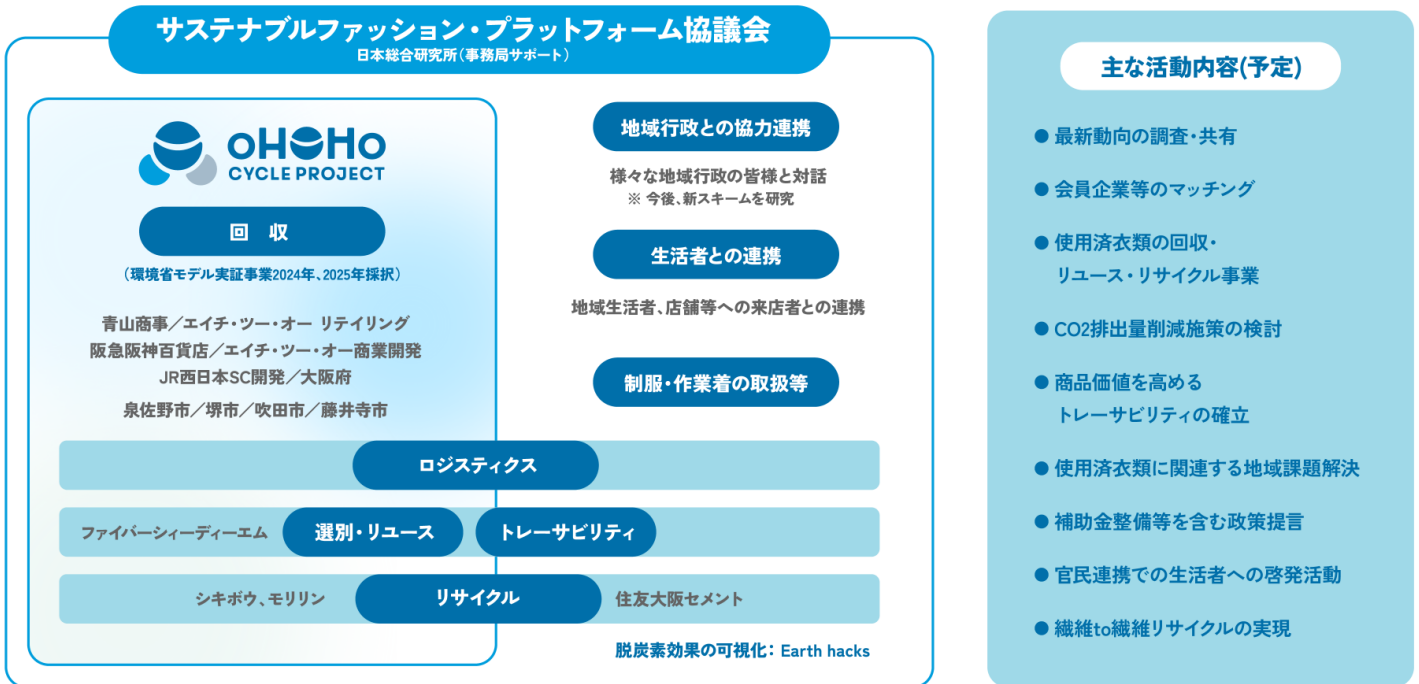 サステナブルファッション・プラットフォーム協議会
日本総合研究所(事務局サポート)
oHoHo
CYCLE PROJECT
回 収
(環境省モデル実証事業2024年、2025年採択)
青山商事／エイチ・ツー・オー リテイリング
阪急阪神百貨店／エイチ・ツー・オー商業開発
JR西日本SC開発／大阪府
泉佐野市／堺市／吹田市／藤井寺市
地域行政との協力連携
様々な地域行政の皆様と対話
※ 今後、新スキームを研究
生活者との連携
地域生活者、店舗等への来店者との連携
制服・作業着の取扱等
ロジスティクス
ファイバーシィーディーエム 選別・リユース トレーサビリティ
シキボウ、モリリン リサイクル 住友大阪セメント
脱炭素効果の可視化： Earth hacks
主な活動内容(予定)
● 最新動向の調査・共有
● 会員企業等のマッチング
● 使用済衣類の回収・
リユース・リサイクル事業
● CO2排出量削減施策の検討
● 商品価値を高める
トレーサビリティの確立
● 使用済衣類に関連する地域課題解決
● 補助金整備等を含む政策提言
● 官民連携での生活者への啓発活動
● 繊維to繊維リサイクルの実現